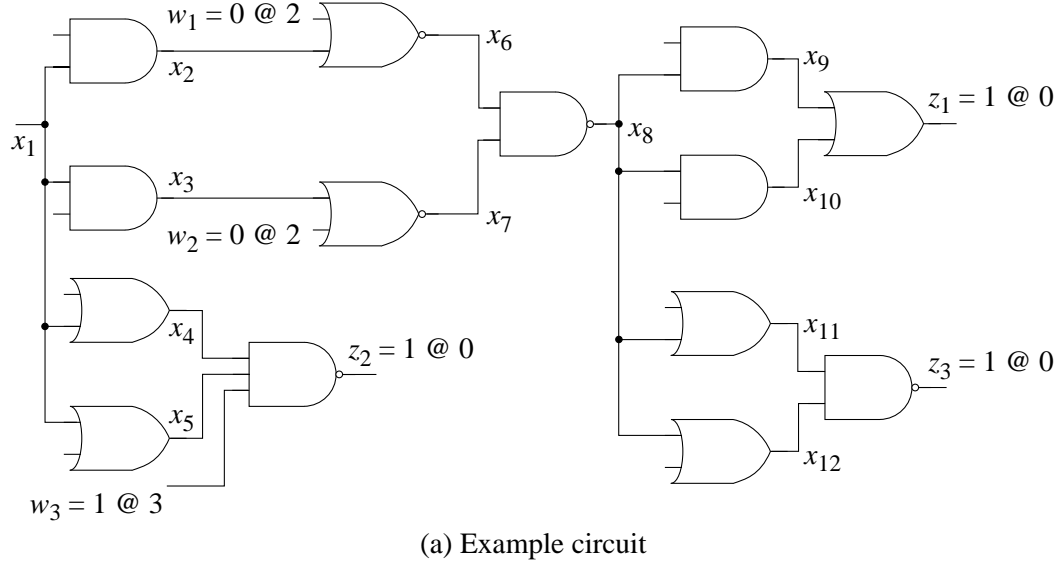 w1 = 0 @ 2
x6
x2
x9
z1 = 1 @ 0
x1
x8
x3
x10
x7
w2 = 0 @ 2
x4
z2 = 1 @ 0
x11
z3 = 1 @ 0
x5
x12
w3 = 1 @ 3
(a) Example circuit